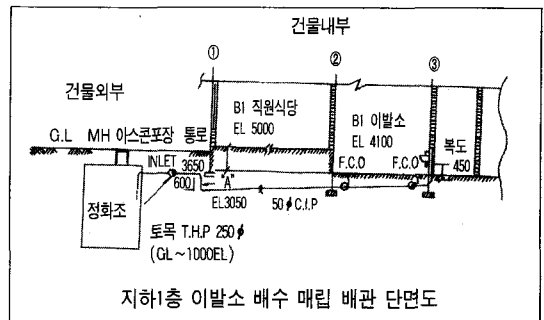 건물내부
① ② ③
건물외부
B1 직원식당
EL 5000
B1 이발소
EL 4100
복도
450
G.L MH 아스콘포장 통로
INLET 3650
600
"A"
F.C.O F.C.O
EL3050 50∮C.I.P
정화조
토목 T.H.P 250∮
(GL~1000EL)
지하1층 이발소 배수 매립 배관 단면도